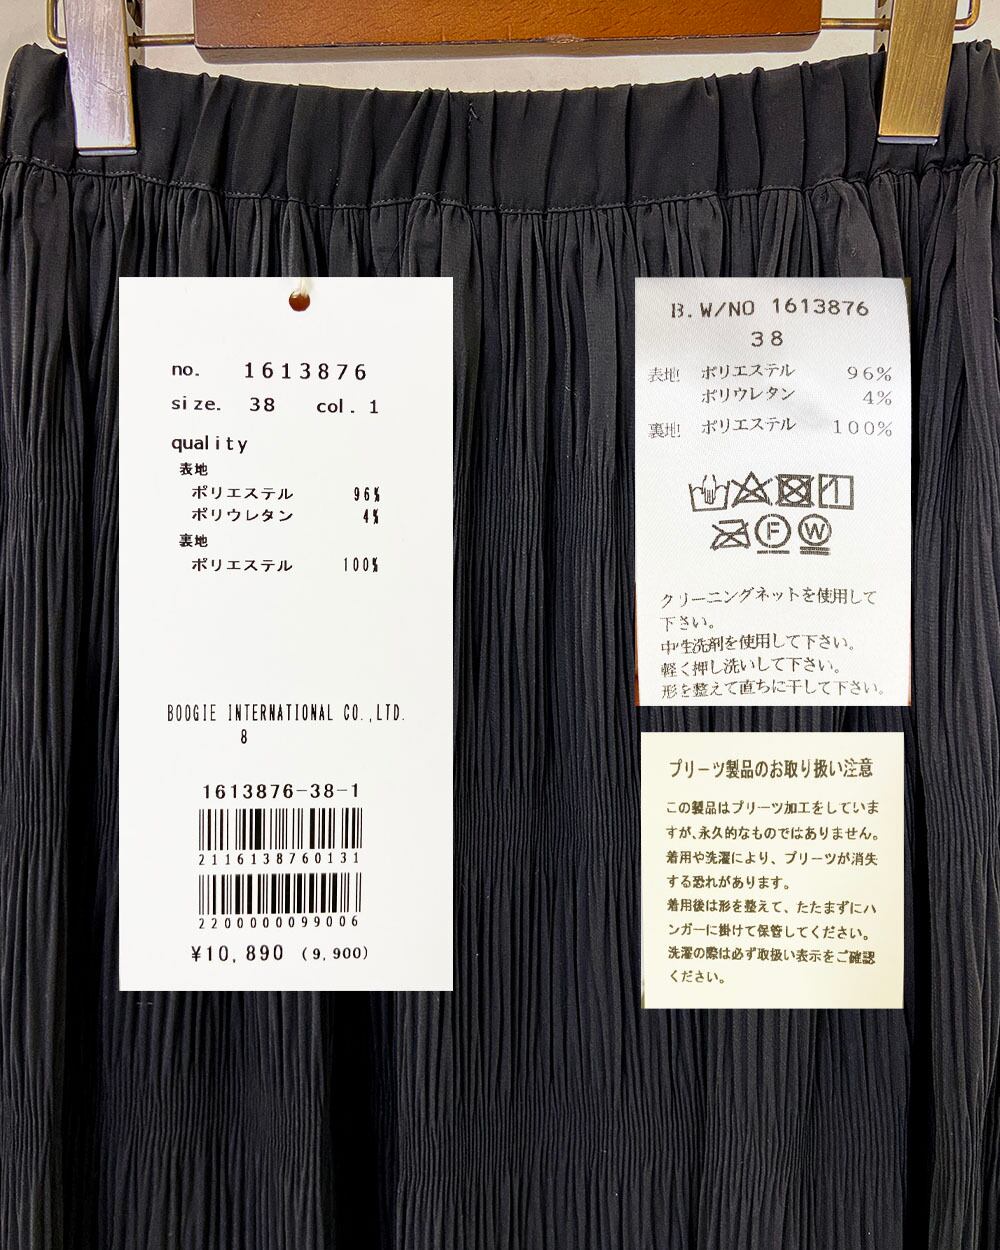 no. 1613876
size. 38 col. 1
quality
表地
ポリエステル 96%
ポリウレタン 4%
裏地
ポリエステル 100%
BOOGIE INTERNATIONAL CO.,LTD.
8
1613876-38-1
2116138760131
2200000099006
¥10,890 (9,900)
B.W/NO 1613876
38
表地 ポリエステル 96%
ポリウレタン 4%
裏地 ポリエステル 100%
F W
クリーニングネットを使用して
下さい。
中性洗剤を使用して下さい。
軽く押し洗いして下さい。
形を整えて直ちに干して下さい。
プリーツ製品のお取り扱い注意
この製品はプリーツ加工をしていま
すが、永久的なものではありません。
着用や洗濯により、プリーツが消失
する恐れがあります。
着用後は形を整えて、たたまずにハ
ンガーに掛けて保管してください。
洗濯の際は必ず取扱い表示をご確認
ください。